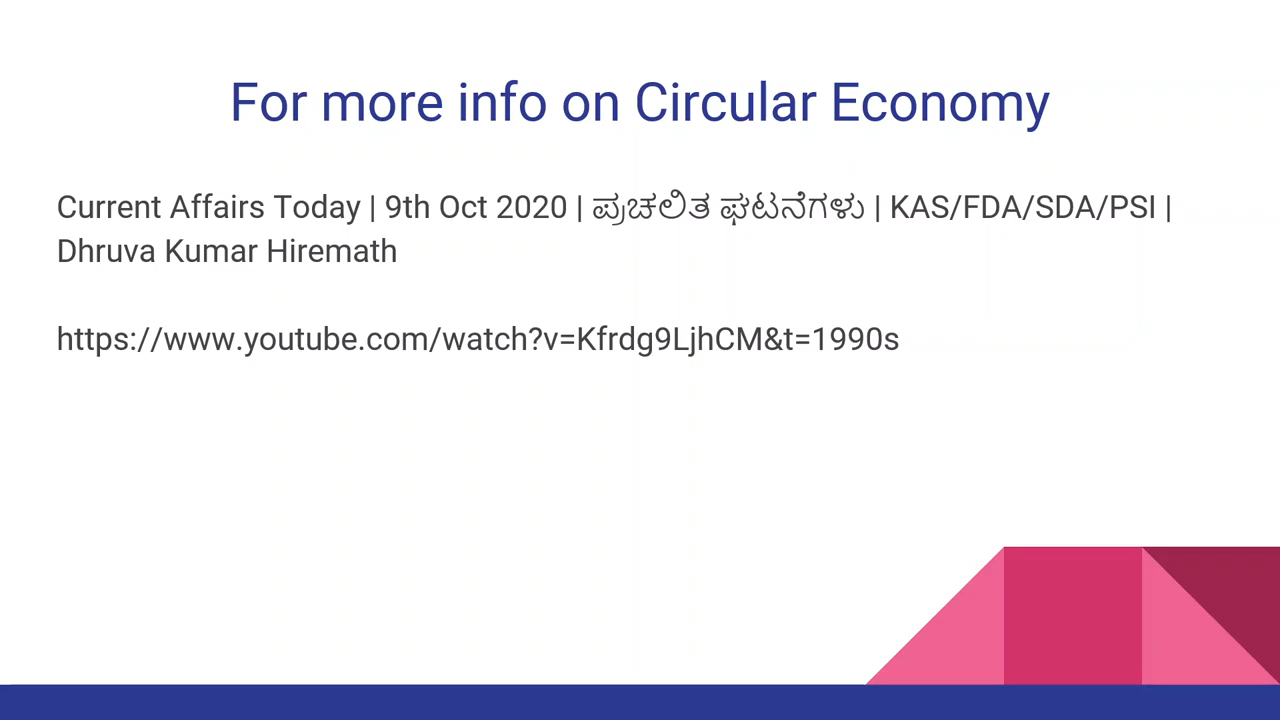 For more info on Circular Economy
Current Affairs Today | 9th Oct 2020 | ಪ್ರಚಲಿತ ಘಟನೆಗಳು | KAS/FDA/SDA/PSI |
Dhruva Kumar Hiremath
https://www.youtube.com/watch?v=Kfrdg9LjhCM&t=1990s